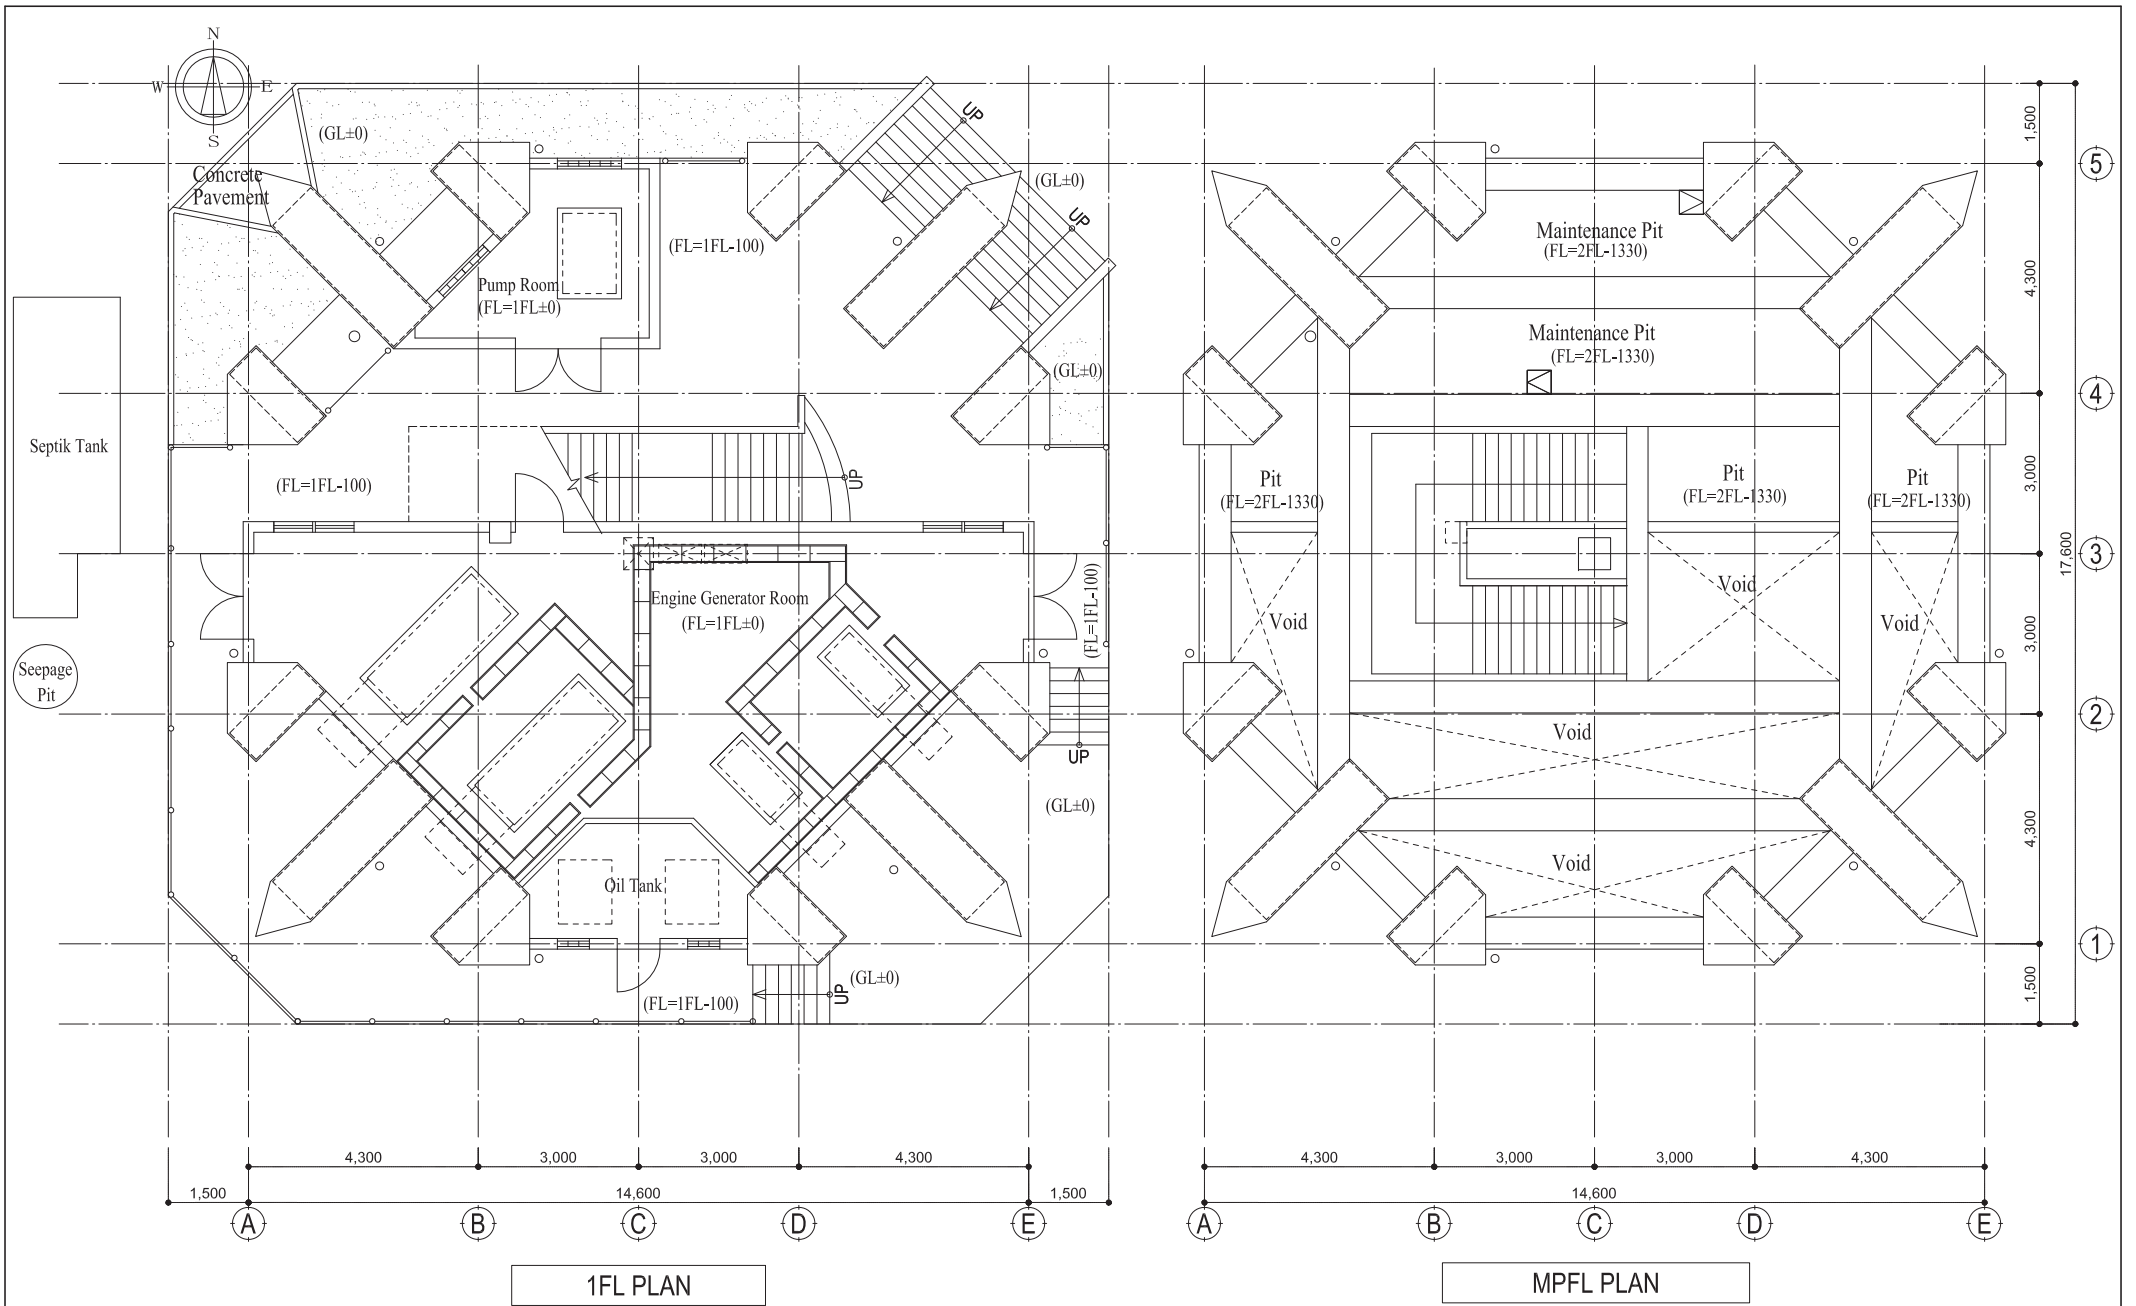 N
W E
S
(GL±0)
Concrete
Pavement
UP
(GL±0)
UP
(FL=1FL-100)
Pump Room
(FL=1FL±0)
(GL±0)
Septik Tank
(FL=1FL-100)
UP
Engine Generator Room
(FL=1FL±0)
(FL=1FL-100)
Seepage
Pit
UP
(GL±0)
Oil Tank
(GL±0)
UP
(FL=1FL-100)
4,300 3,000 3,000 4,300
1,500 14,600 1,500
A B C D E
1FL PLAN
Maintenance Pit
(FL=2FL-1330)
Maintenance Pit
(FL=2FL-1330)
Pit
(FL=2FL-1330)
Pit
(FL=2FL-1330)
Pit
(FL=2FL-1330)
Void
Void
Void
Void
Void
1,500
5
4,300
4
3,000
3
17,600
3,000
2
4,300
1
1,500
4,300 3,000 3,000 4,300
14,600
A B C D E
MPFL PLAN